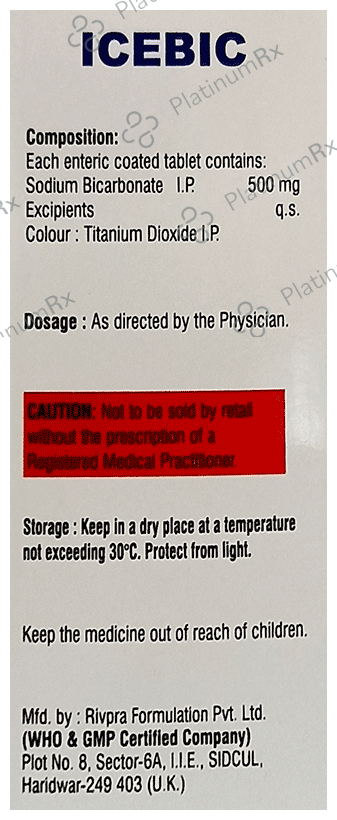 PlatinumRx
ICEBIC
PlatinumRx
Composition:
Each enteric coated tablet contains:
Sodium Bicarbonate I.P. 500 mg
Excipients q.s.
Colour : Titanium Dioxide I.P.
PlatinumRx
Dosage : As directed by the Physician.
CAUTION: Not to be sold by retail
without the prescription of a
Registered Medical Practitioner.
Storage : Keep in a dry place at a temperature
not exceeding 30°C. Protect from light.
Keep the medicine out of reach of children.
Mfd. by : Rivpra Formulation Pvt. Ltd.
(WHO & GMP Certified Company)
Plot No. 8, Sector-6A, I.I.E., SIDCUL,
Haridwar-249 403 (U.K.)